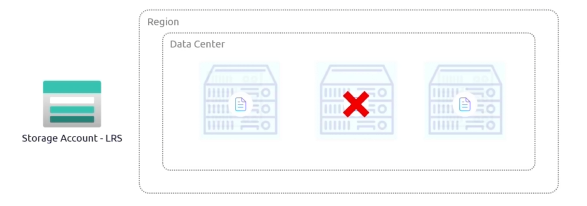 Region
Data Center
Storage Account - LRS